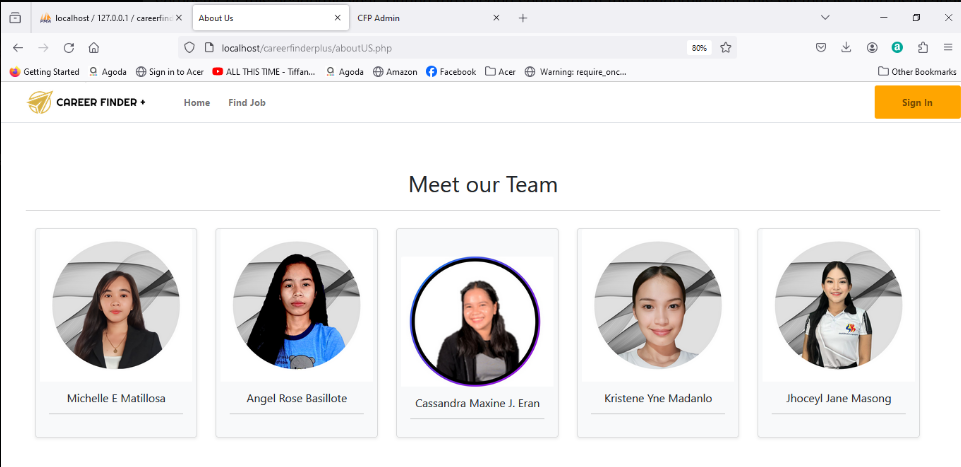 localhost / 127.0.0.1 / careerfind
About Us
CFP Admin
localhost/careerfinderplus/aboutUS.php
80%
Getting Started
Agoda
Sign in to Acer
ALL THIS TIME - Tiffan...
Agoda
Amazon
Facebook
Acer
Warning: require_onc...
Other Bookmarks
CAREER FINDER +
Home
Find Job
Sign In
Meet our Team
Michelle E Matillosa
Angel Rose Basillote
Cassandra Maxine J. Eran
Kristene Yne Madanlo
Jhoceyl Jane Masong